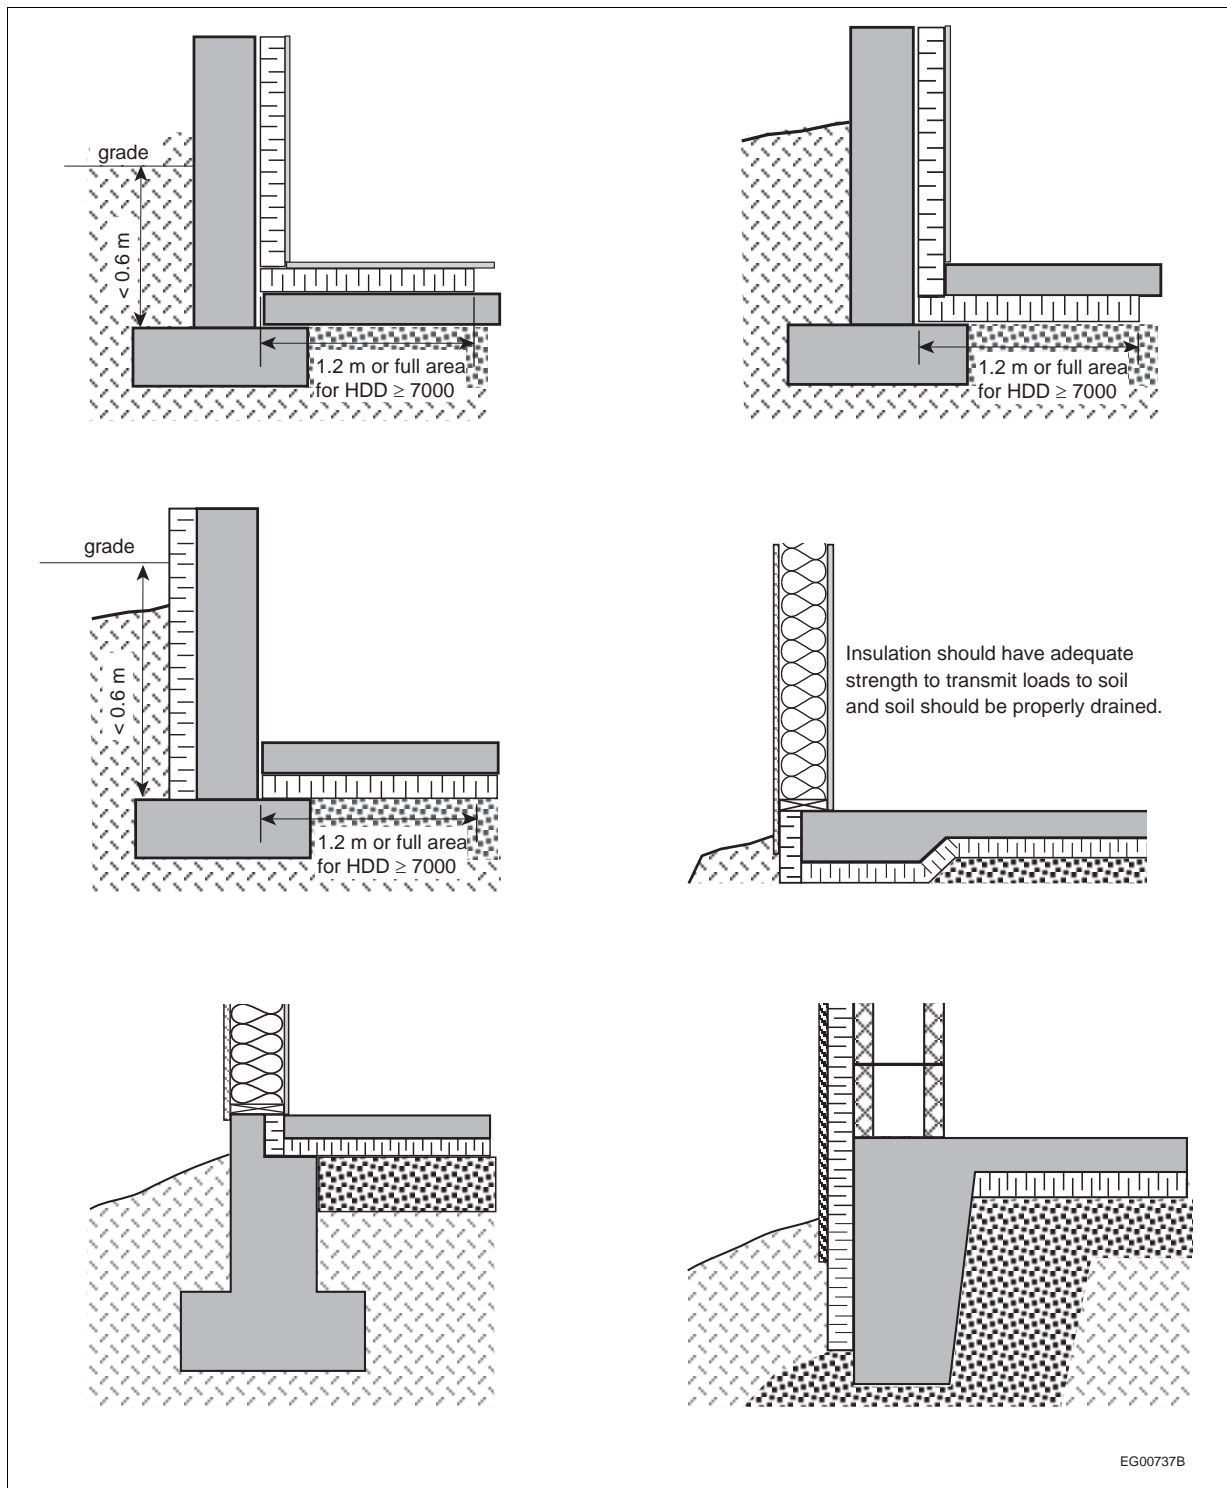 grade
< 0.6 m
1.2 m or full area
for HDD ≥ 7000
1.2 m or full area
for HDD ≥ 7000
grade
< 0.6 m
1.2 m or full area
for HDD ≥ 7000
Insulation should have adequate
strength to transmit loads to soil
and soil should be properly drained.
EG00737B